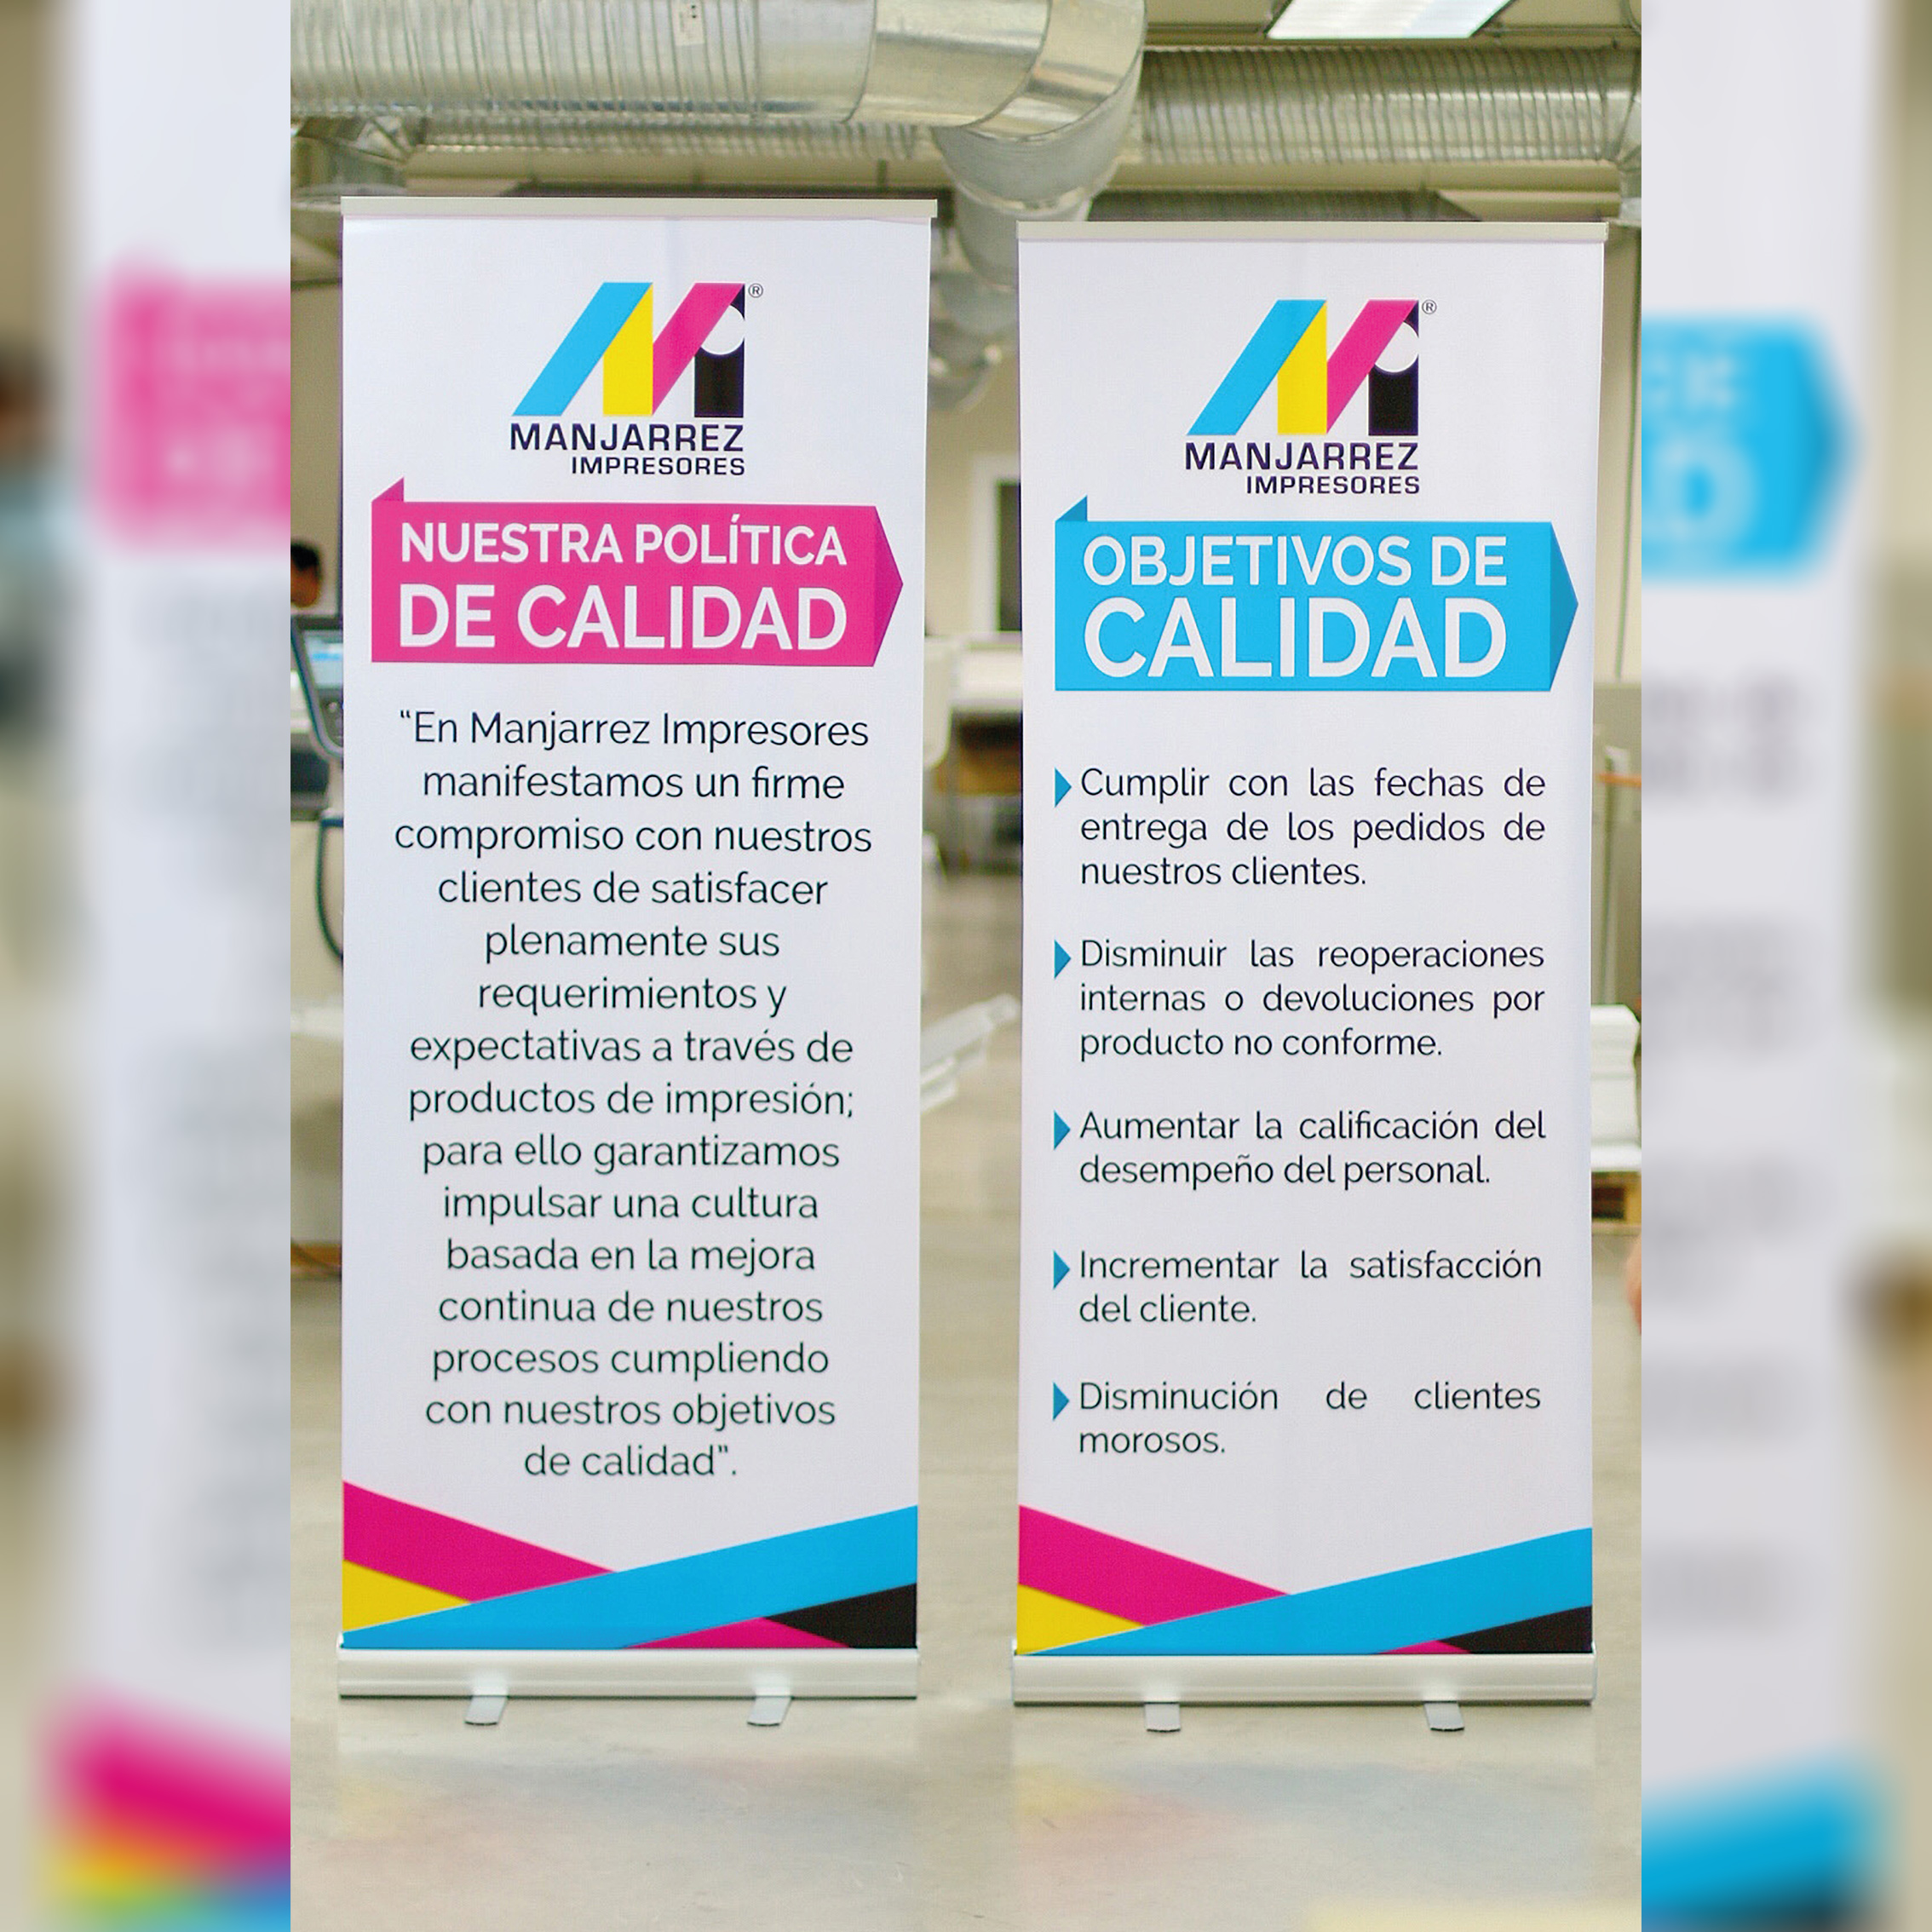 ®
MANJARREZ
IMPRESORES
NUESTRA POLÍTICA
DE CALIDAD
“En Manjarrez Impresores
manifestamos un firme
compromiso con nuestros
clientes de satisfacer
plenamente sus
requerimientos y
expectativas a través de
productos de impresión;
para ello garantizamos
impulsar una cultura
basada en la mejora
continua de nuestros
procesos cumpliendo
con nuestros objetivos
de calidad”.
®
MANJARREZ
IMPRESORES
OBJETIVOS DE
CALIDAD
Cumplir con las fechas de
entrega de los pedidos de
nuestros clientes.
Disminuir las reoperaciones
internas o devoluciones por
producto no conforme.
Aumentar la calificación del
desempeño del personal.
Incrementar la satisfacción
del cliente.
Disminución de clientes
morosos.